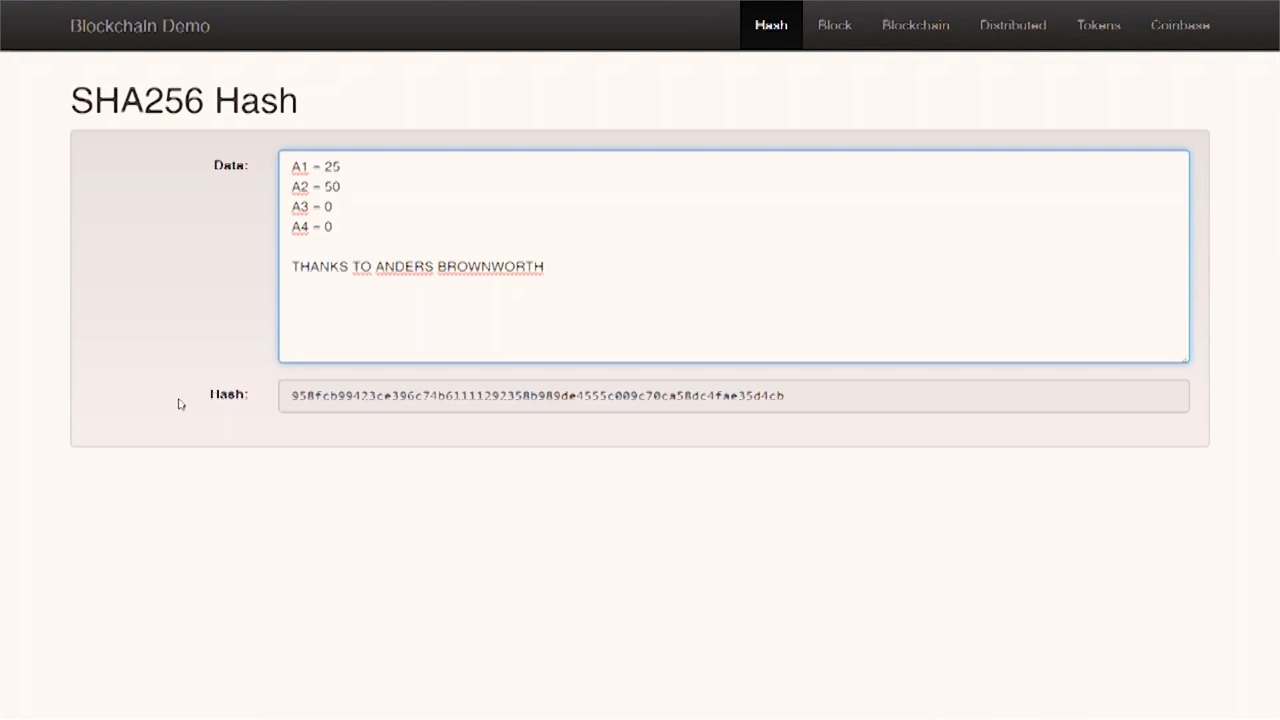 Blockchain Demo
Hash Block Blockchain Distributed Tokens Coinbase
SHA256 Hash
Data:
A1 = 25
A2 = 50
A3 = 0
A4 = 0
THANKS TO ANDERS BROWNWORTH
Hash:
958fcb99423ce396c74b61111292358b989de4555c009c70ca58dc4fae35d4cb